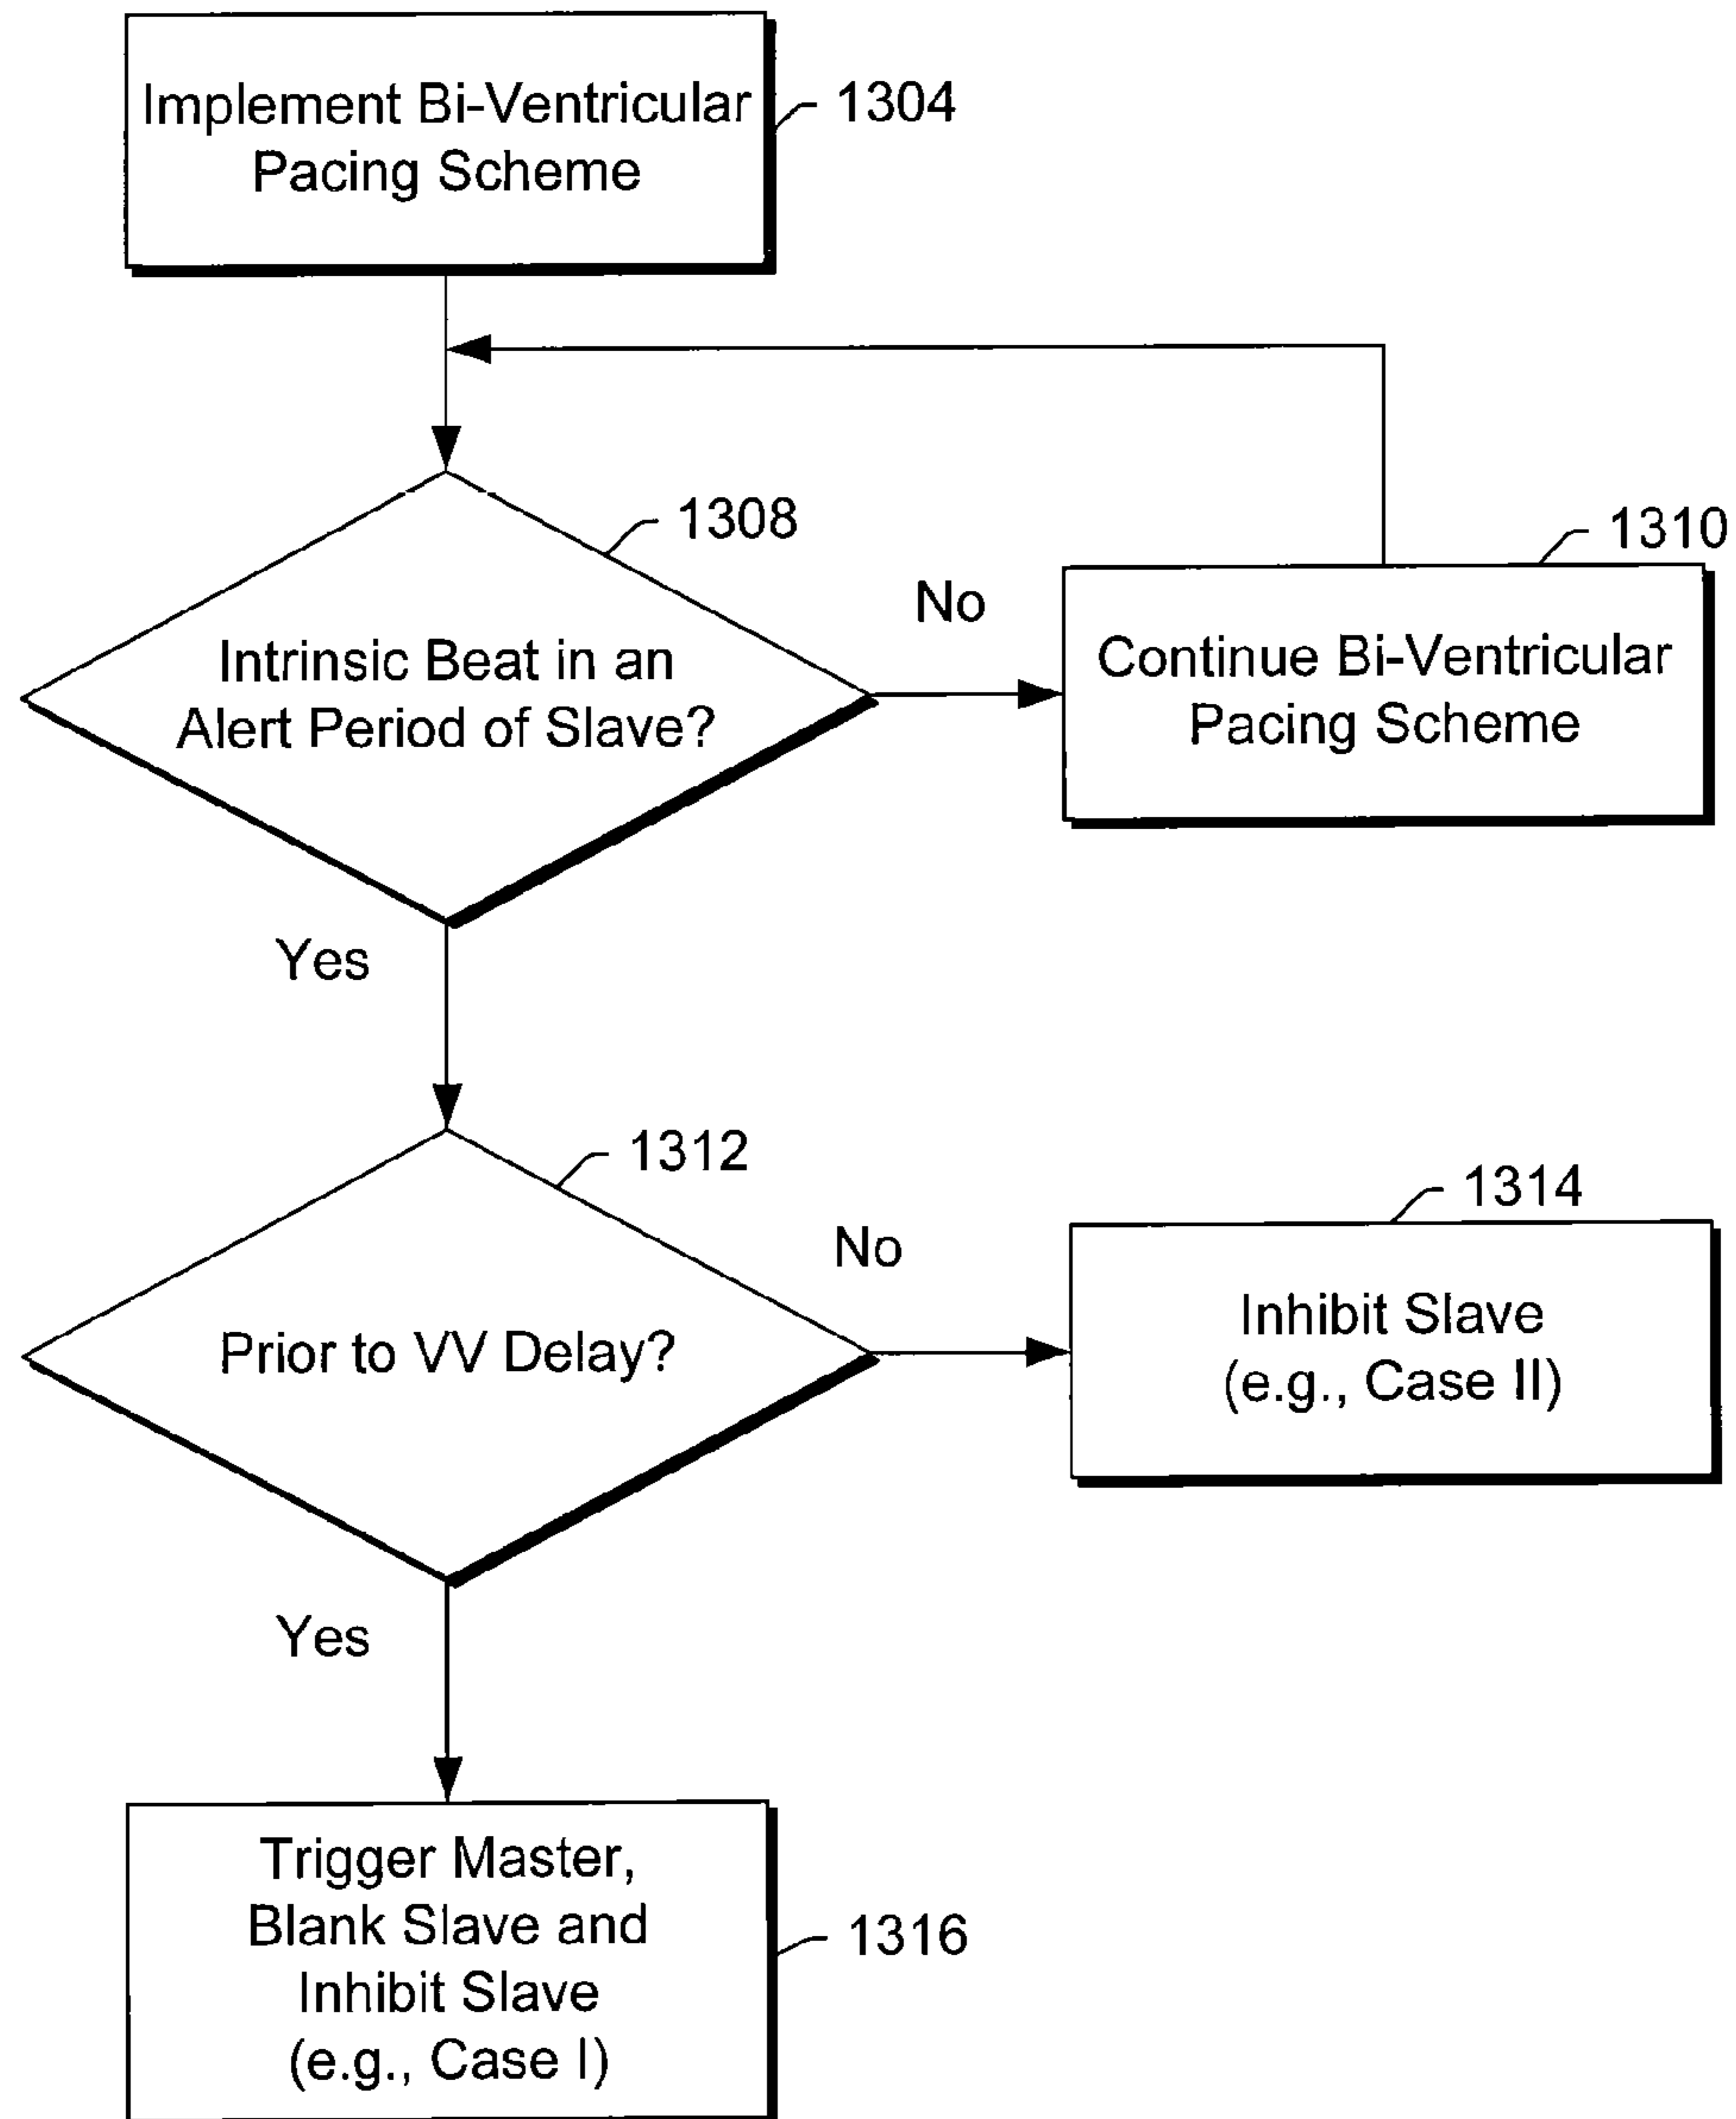 Implement Bi-Ventricular
Pacing Scheme
1304
1308
Intrinsic Beat in an
Alert Period of Slave?
No
1310
Continue Bi-Ventricular
Pacing Scheme
Yes
1312
Prior to VV Delay?
No
1314
Inhibit Slave
(e.g., Case II)
Yes
Trigger Master,
Blank Slave and
Inhibit Slave
(e.g., Case I)
1316